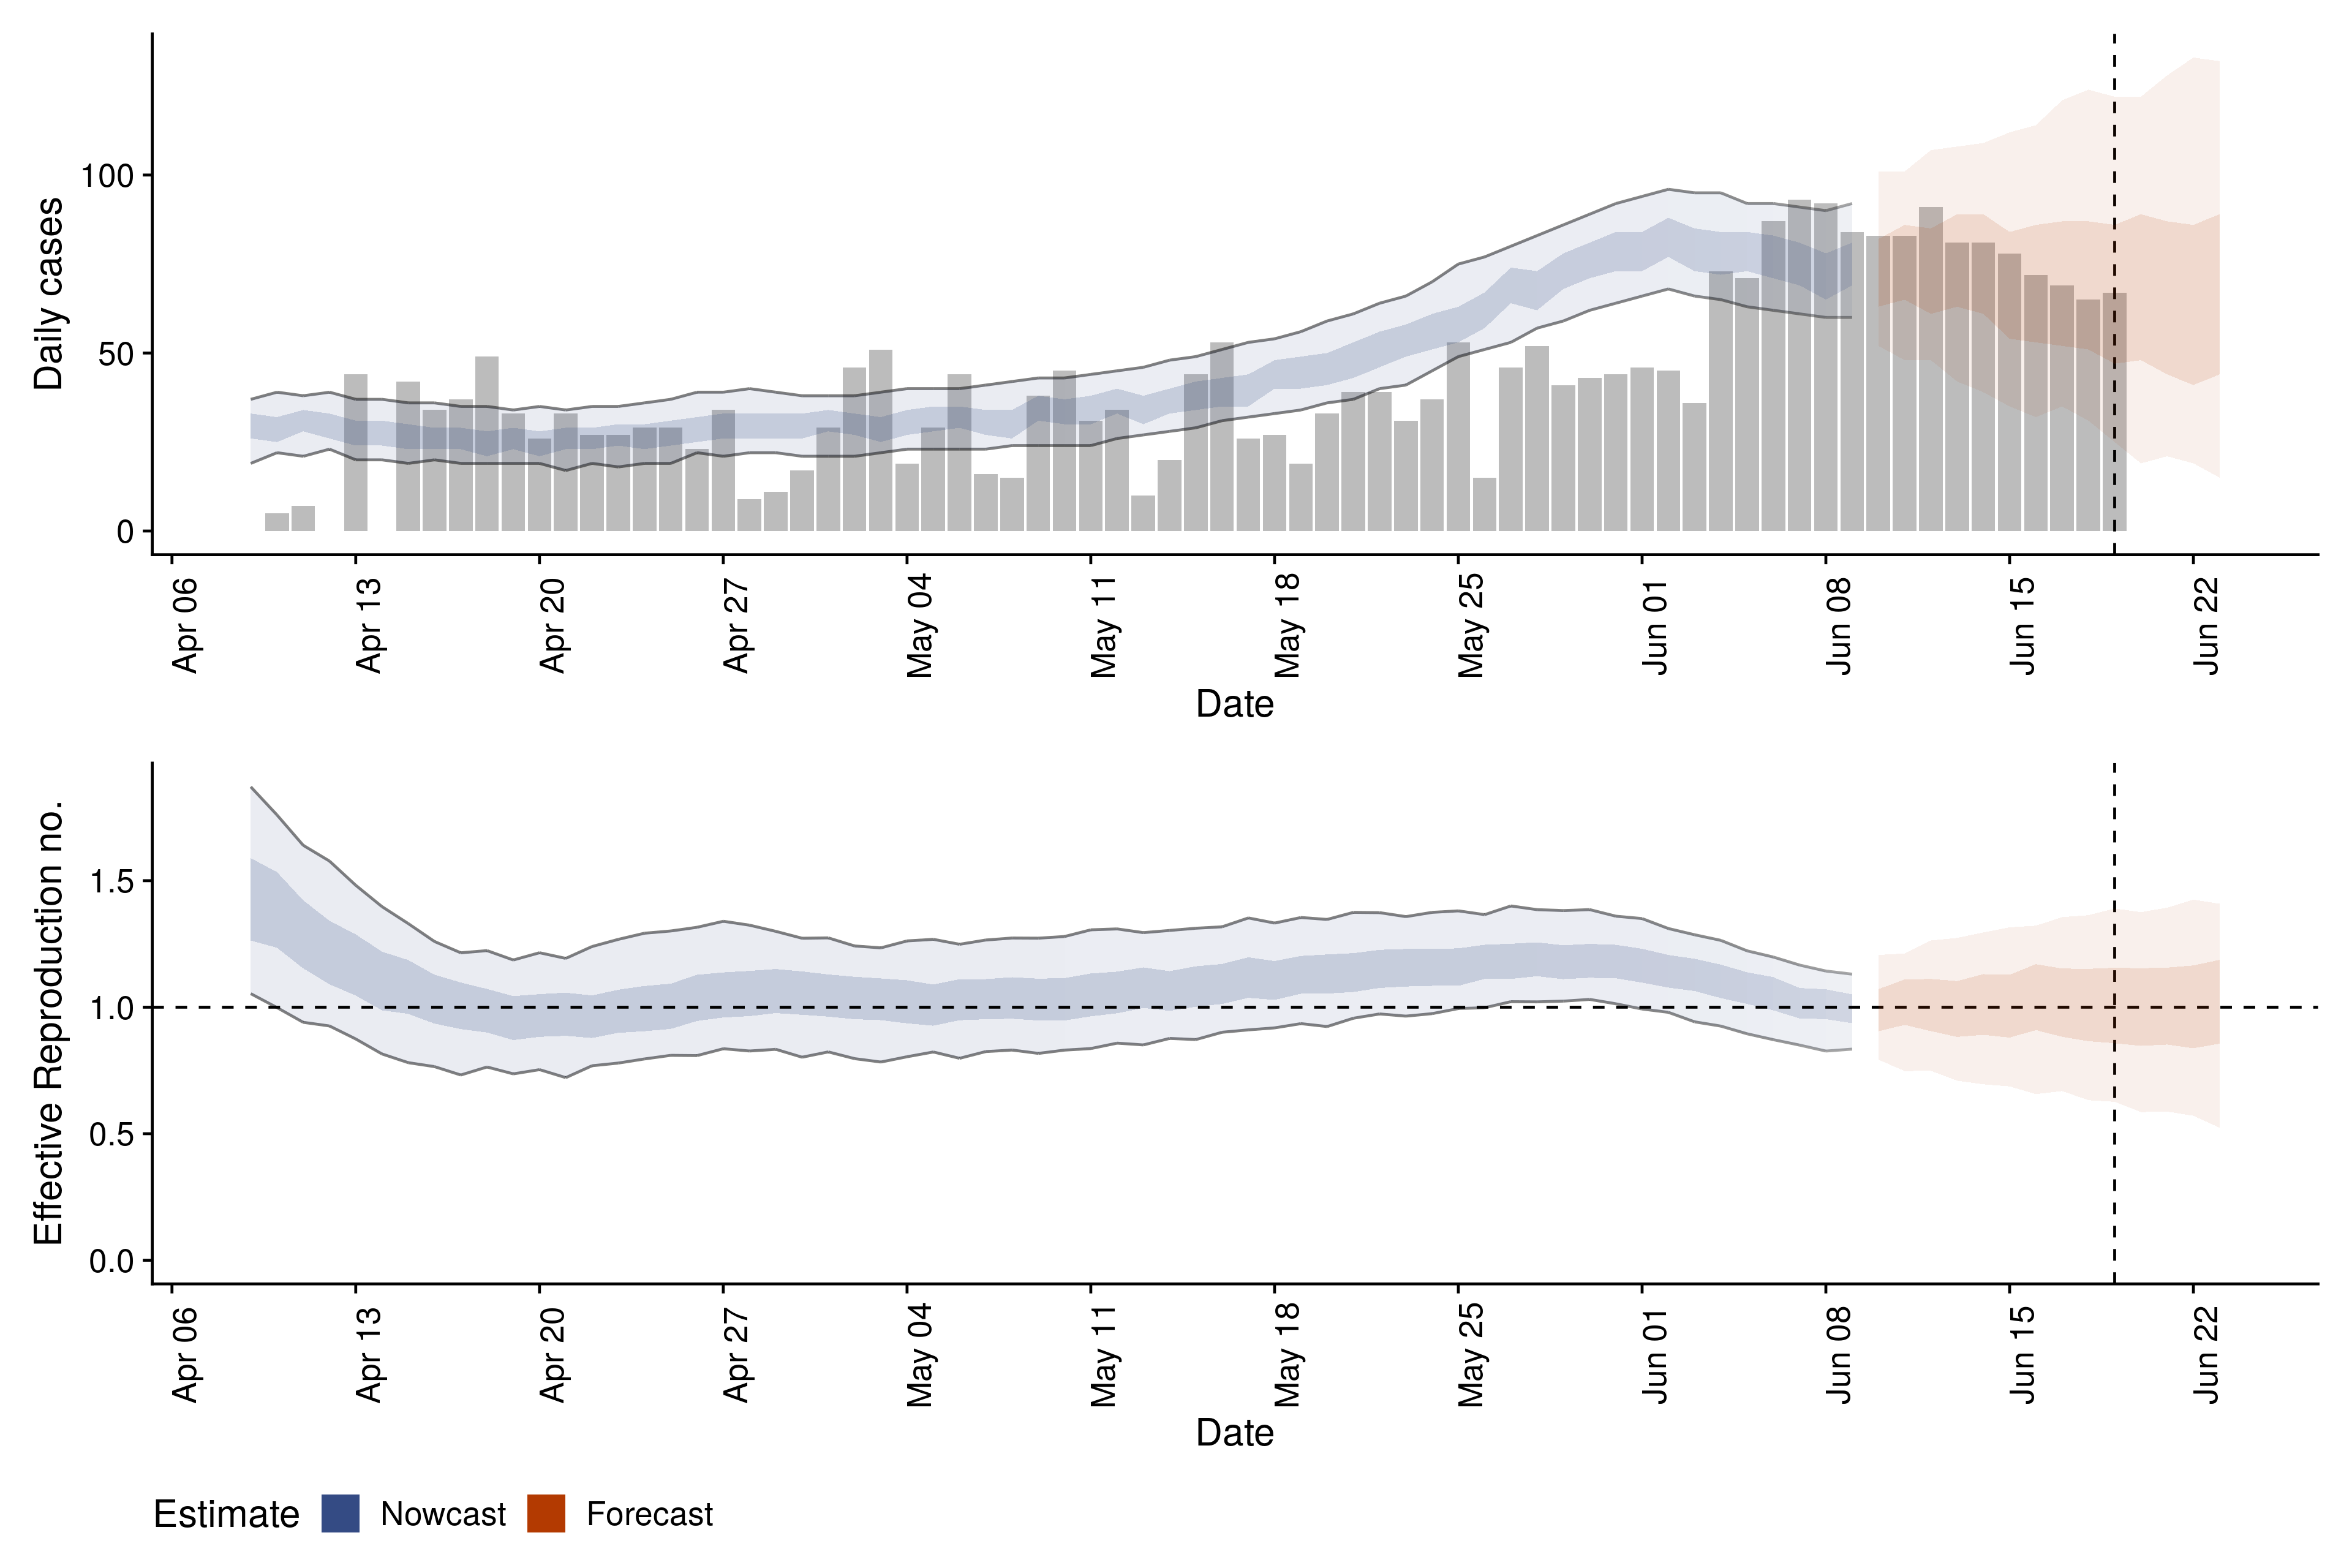 Daily cases
100
50
0
Apr 06
Apr 13
Apr 20
Apr 27
May 04
May 11
May 18
May 25
Jun 01
Jun 08
Jun 15
Jun 22
Date
Effective Reproduction no.
1.5
1.0
0.5
0.0
Apr 06
Apr 13
Apr 20
Apr 27
May 04
May 11
May 18
May 25
Jun 01
Jun 08
Jun 15
Jun 22
Date
Estimate Nowcast Forecast